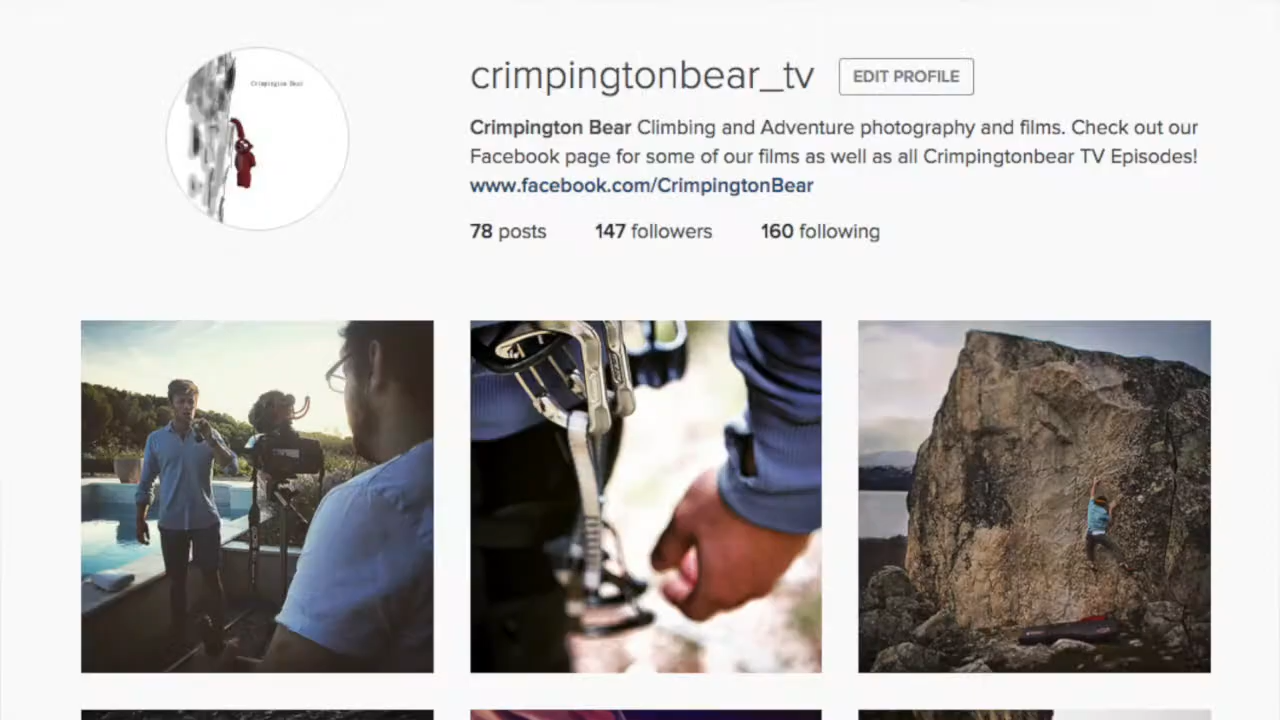 Crimpington Bear
crimpingtonbear_tv EDIT PROFILE
Crimpington Bear Climbing and Adventure photography and films. Check out our
Facebook page for some of our films as well as all Crimpingtonbear TV Episodes!
www.facebook.com/CrimpingtonBear
78 posts 147 followers 160 following